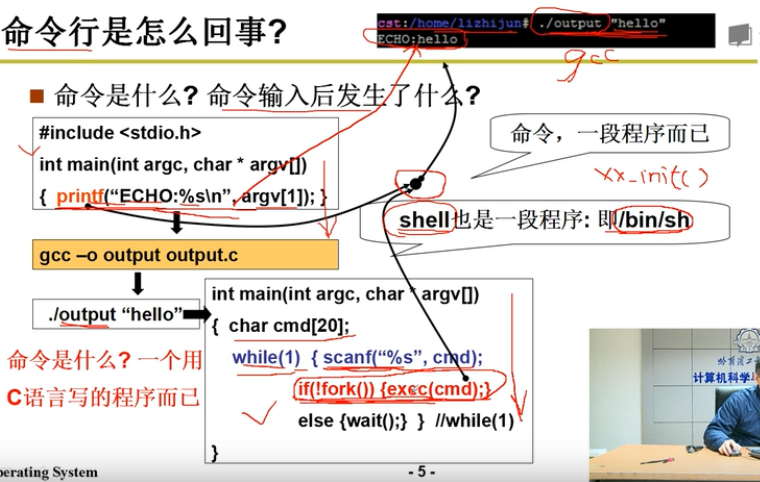 命令行是怎么回事?
cst:/home/lizhijun# ./output "hello"
ECHO:hello
gcc
■ 命令是什么? 命令输入后发生了什么?
#include <stdio.h>
int main(int argc, char * argv[])
{ printf(“ECHO:%s\n”, argv[1]); }
命令，一段程序而已
xx_init()
shell也是一段程序: 即/bin/sh
gcc –o output output.c
./output “hello”
int main(int argc, char * argv[])
{ char cmd[20];
while(1) { scanf(“%s”, cmd);
if(!fork()) {exec(cmd);}
else {wait();} } //while(1)
}
命令是什么? 一个用
C语言写的程序而已
计算机科学
perating System
- 5 -